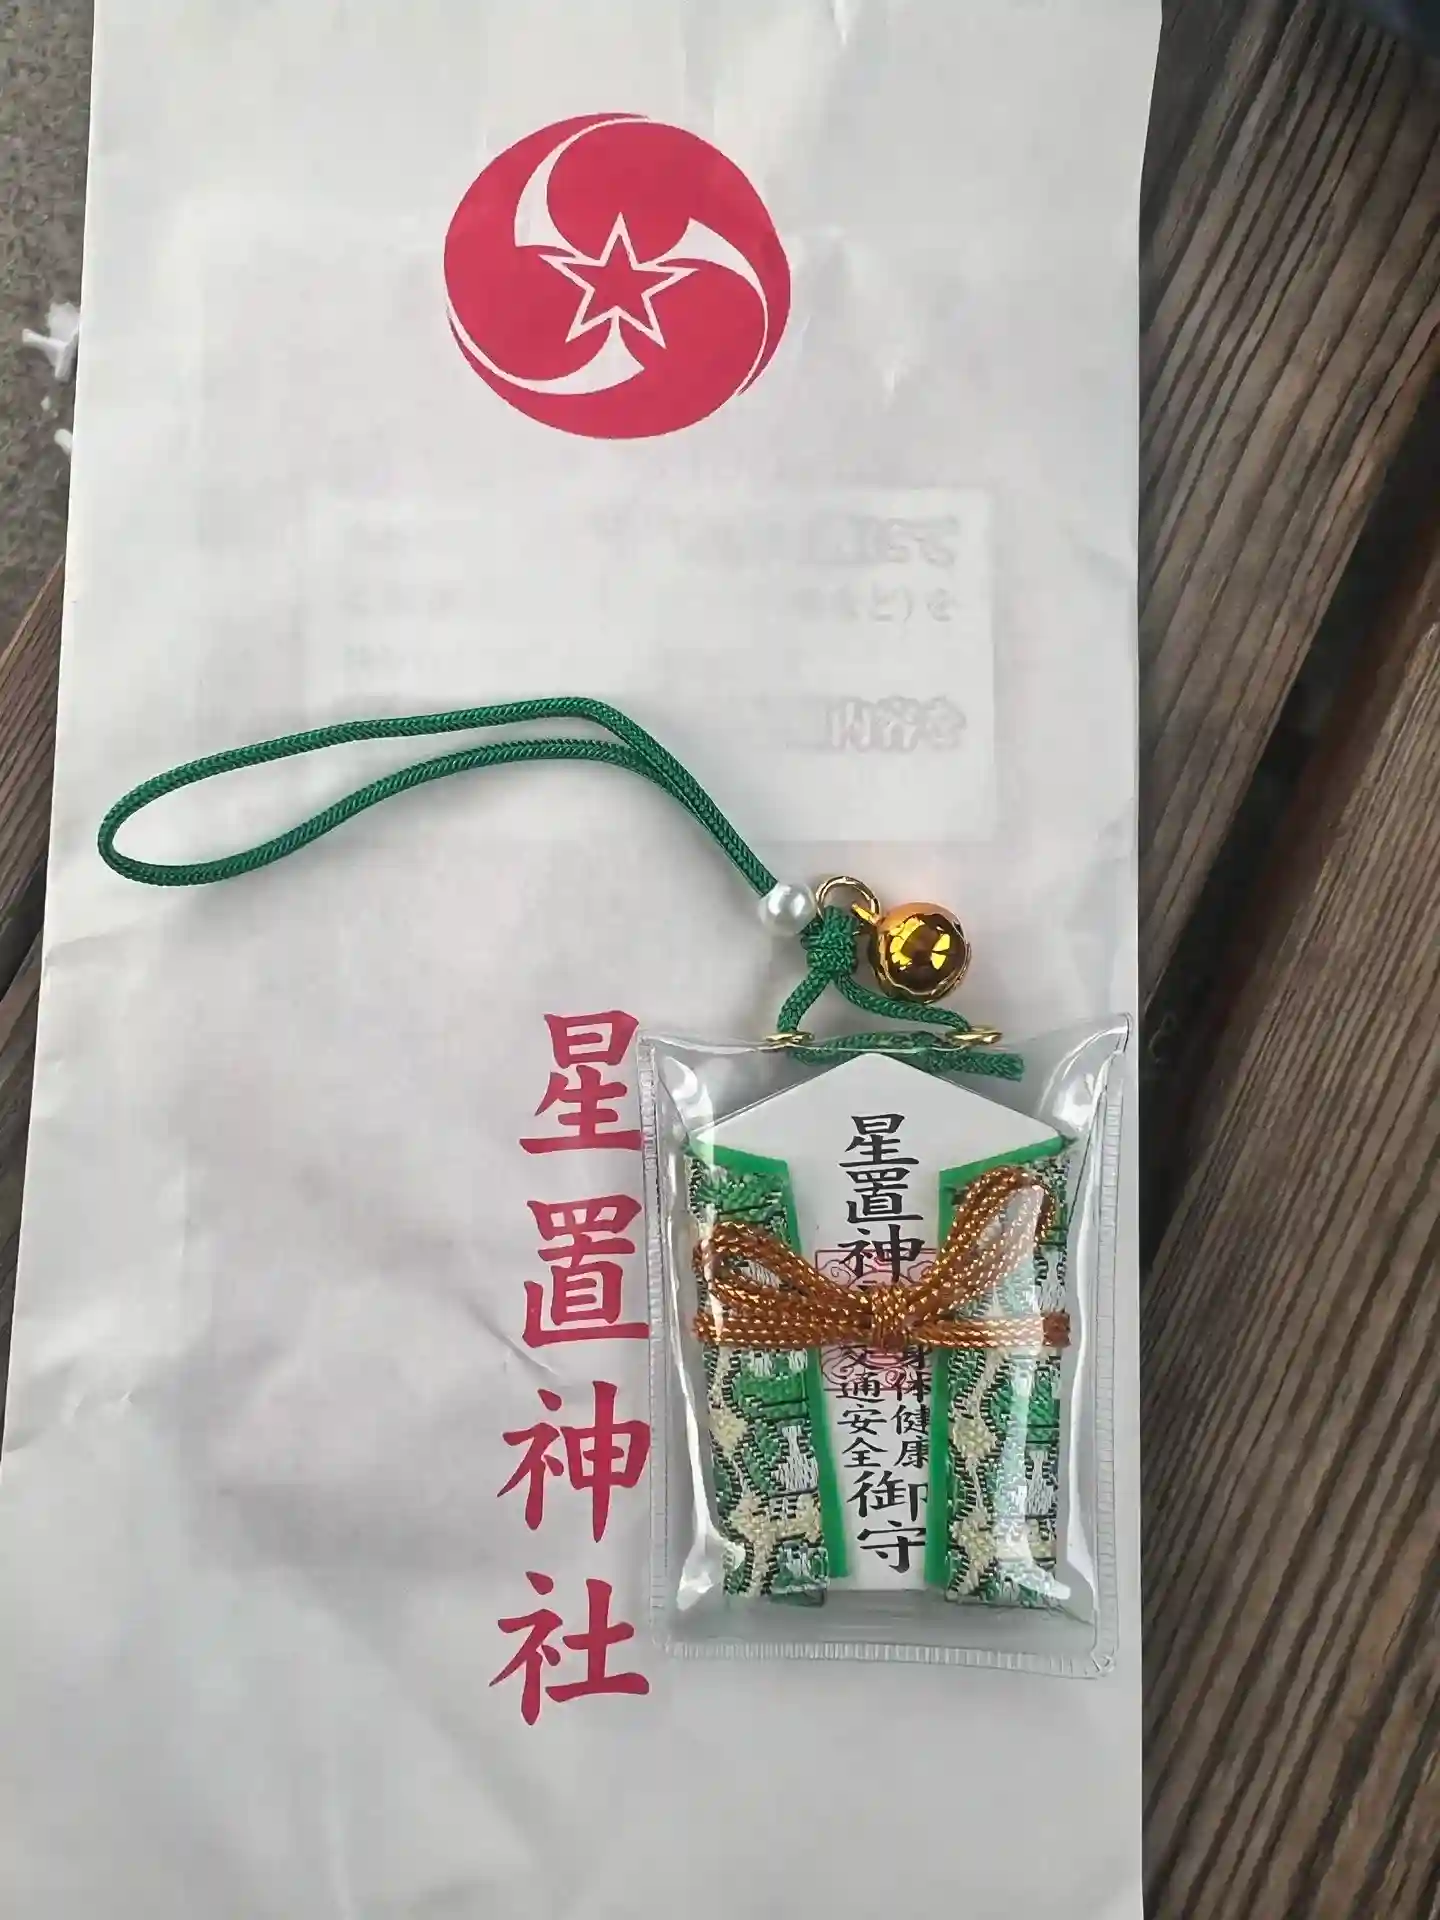 星置神社
星置神
身体健康
交通安全
御守